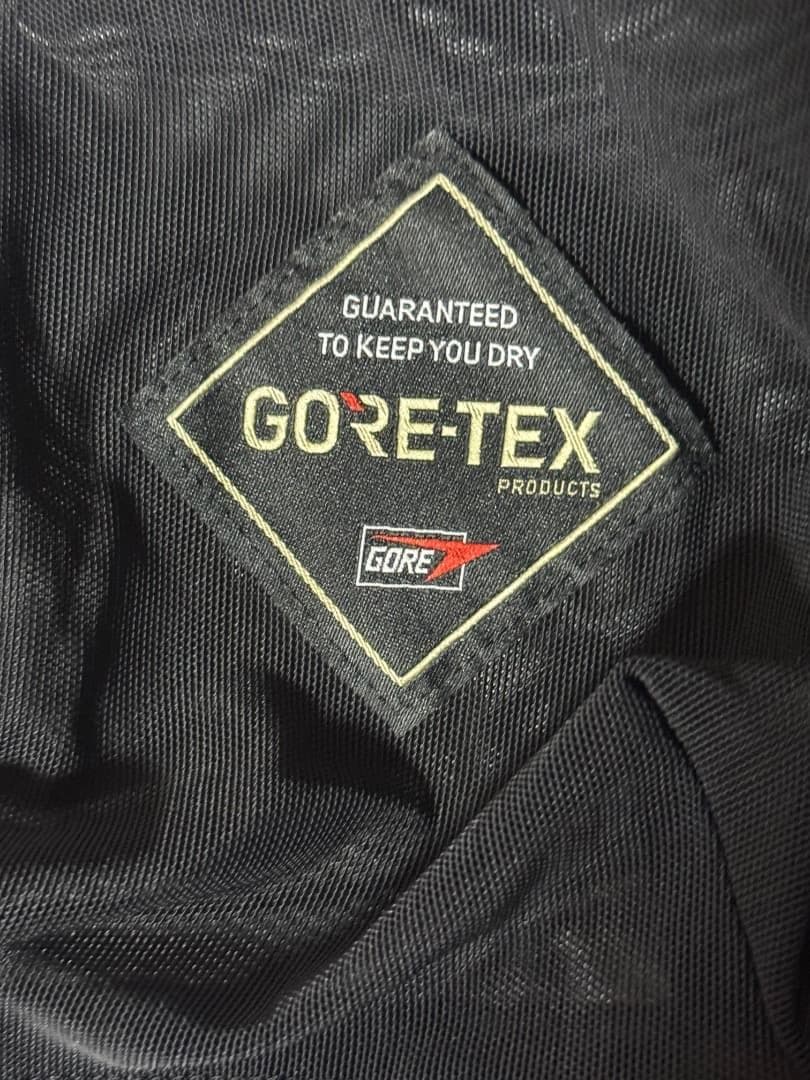 GUARANTEED
TO KEEP YOU DRY
GORE-TEX
PRODUCTS
GORE